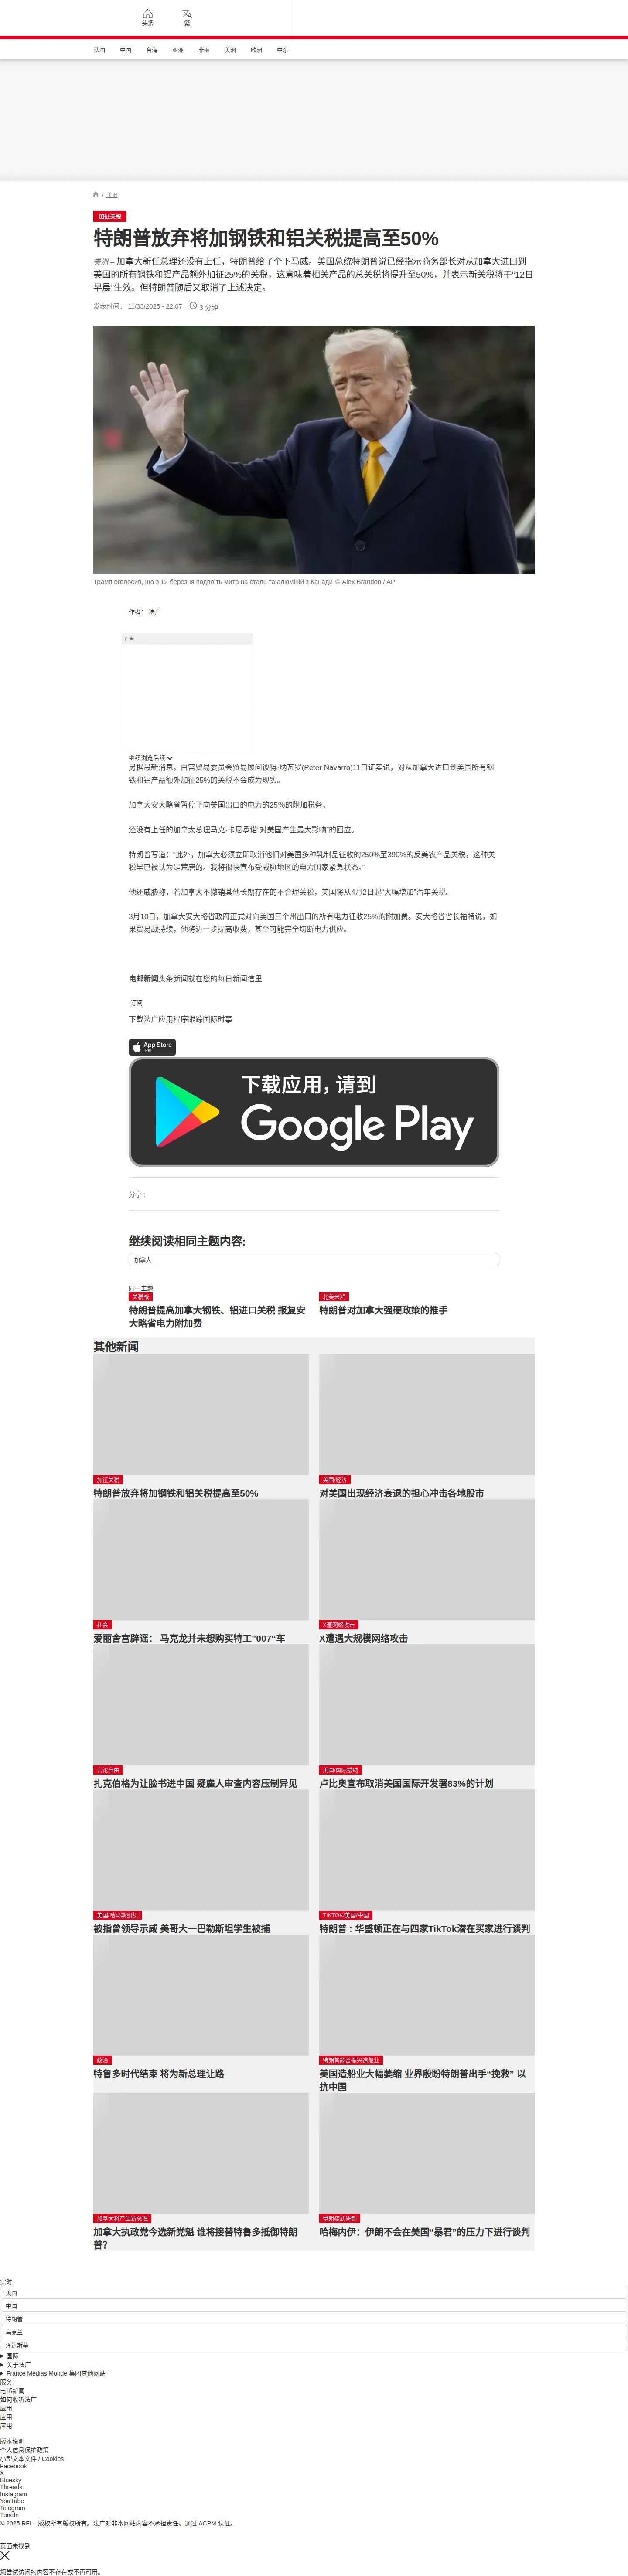 头条
繁
法国
中国
台海
亚洲
非洲
美洲
欧洲
中东
/ 美洲
加征关税
特朗普放弃将加钢铁和铝关税提高至50%
美洲 – 加拿大新任总理还没有上任，特朗普给了个下马威。美国总统特朗普说已经指示商务部长对从加拿大进口到
美国的所有钢铁和铝产品额外加征25%的关税，这意味着相关产品的总关税将提升至50%，并表示新关税将于“12日
早晨”生效。但特朗普随后又取消了上述决定。
发表时间： 11/03/2025 - 22:07
3 分钟
Трамп оголосив, що з 12 березня подвоїть мита на сталь та алюміній з Канади © Alex Brandon / AP
作者： 法广
广告
继续浏览后续
另据最新消息，白宫贸易委员会贸易顾问彼得·纳瓦罗(Peter Navarro)11日证实说，对从加拿大进口到美国所有钢
铁和铝产品额外加征25%的关税不会成为现实。
加拿大安大略省暂停了向美国出口的电力的25％的附加税务。
还没有上任的加拿大总理马克·卡尼承诺“对美国产生最大影响”的回应。
特朗普写道：“此外，加拿大必须立即取消他们对美国多种乳制品征收的250%至390%的反美农产品关税，这种关
税早已被认为是荒唐的。我将很快宣布受威胁地区的电力国家紧急状态。”
他还威胁称，若加拿大不撤销其他长期存在的不合理关税，美国将从4月2日起“大幅增加”汽车关税。
3月10日，加拿大安大略省政府正式对向美国三个州出口的所有电力征收25%的附加费。安大略省省长福特说，如
果贸易战持续，他将进一步提高收费，甚至可能完全切断电力供应。
电邮新闻头条新闻就在您的每日新闻信里
订阅
下载法广应用程序跟踪国际时事
App Store
下载
下载应用，请到
Google Play
分享 :
继续阅读相同主题内容:
加拿大
同一主题
关税战
特朗普提高加拿大钢铁、铝进口关税 报复安
大略省电力附加费
北美来鸿
特朗普对加拿大强硬政策的推手
其他新闻
加征关税
特朗普放弃将加钢铁和铝关税提高至50%
美国/经济
对美国出现经济衰退的担心冲击各地股市
社会
爱丽舍宫辟谣： 马克龙并未想购买特工”007“车
X遭网络攻击
X遭遇大规模网络攻击
言论自由
扎克伯格为让脸书进中国 疑雇人审查内容压制异见
美国/国际援助
卢比奥宣布取消美国国际开发署83%的计划
美国/哈马斯组织
被指曾领导示威 美哥大一巴勒斯坦学生被捕
TIKTOK/美国/中国
特朗普 : 华盛顿正在与四家TikTok潜在买家进行谈判
政治
特鲁多时代结束 将为新总理让路
特朗普能否振兴造船业
美国造船业大幅萎缩 业界殷盼特朗普出手“挽救” 以
抗中国
加拿大将产生新总理
加拿大执政党今选新党魁 谁将接替特鲁多抵御特朗
普?
伊朗核武研制
哈梅内伊：伊朗不会在美国“暴君”的压力下进行谈判
实时
美国
中国
特朗普
乌克兰
泽连斯基
国际
关于法广
France Médias Monde 集团其他网站
服务
电邮新闻
如何收听法广
应用
应用
应用
版本说明
个人信息保护政策
小型文本文件 / Cookies
Facebook
X
Bluesky
Threads
Instagram
YouTube
Telegram
TuneIn
© 2025 RFI – 版权所有版权所有。法广对非本网站内容不承担责任。通过 ACPM 认证。
页面未找到
您尝试访问的内容不存在或不再可用。